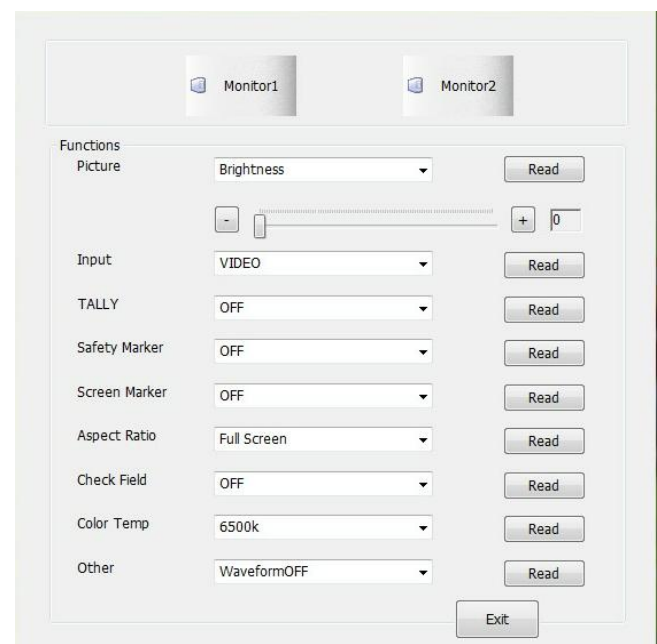 Monitor1 Monitor2
Functions
Picture Brightness Read
- + 0
Input VIDEO Read
TALLY OFF Read
Safety Marker OFF Read
Screen Marker OFF Read
Aspect Ratio Full Screen Read
Check Field OFF Read
Color Temp 6500k Read
Other WaveformOFF Read
Exit